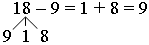 18 − 9 = 1 + 8 = 9
9 1 8